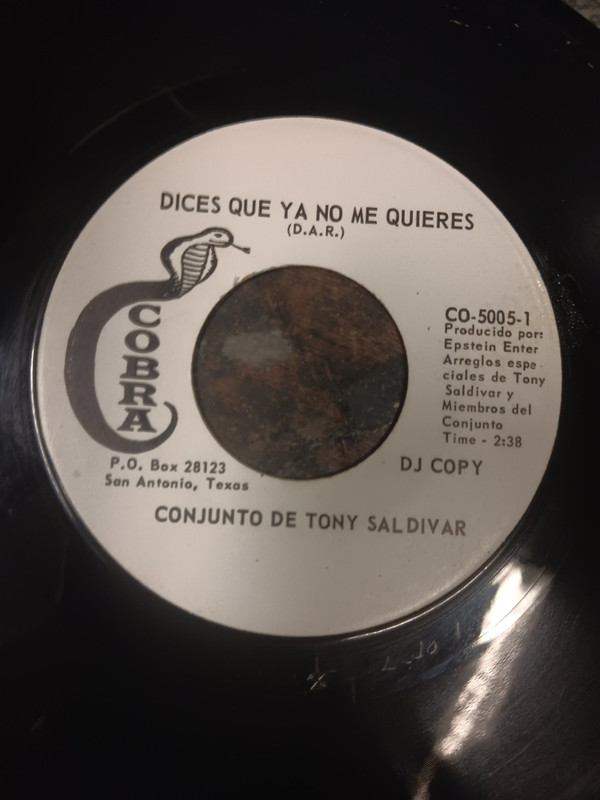 DICES QUE YA NO ME QUIERES
(D.A.R.)
COBRA
CO-5005-1
Producido por:
Epstein Enter
Arreglos espe
ciales de Tony
Saldivar y
Miembros del
Conjunto
Time - 2:38
P.O. Box 28123
San Antonio, Texas
DJ COPY
CONJUNTO DE TONY SALDIVAR